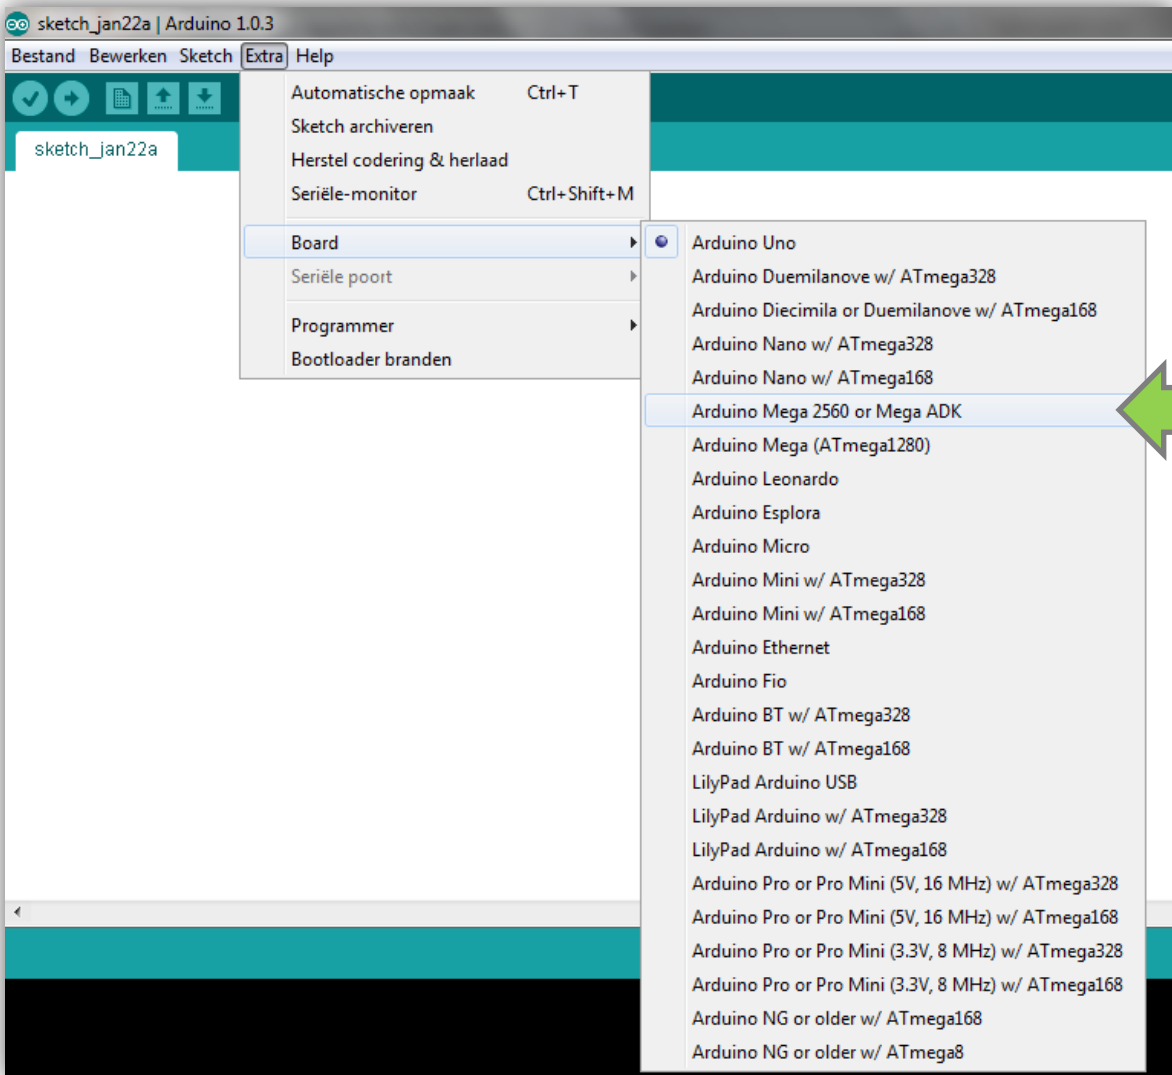 sketch_jan22a | Arduino 1.0.3
Bestand Bewerken Sketch Extra Help
sketch_jan22a
Automatische opmaak Ctrl+T
Sketch archiveren
Herstel codering & herlaad
Seriële-monitor Ctrl+Shift+M
Board
Seriële poort
Programmer
Bootloader branden
Arduino Uno
Arduino Duemilanove w/ ATmega328
Arduino Diecimila or Duemilanove w/ ATmega168
Arduino Nano w/ ATmega328
Arduino Nano w/ ATmega168
Arduino Mega 2560 or Mega ADK
Arduino Mega (ATmega1280)
Arduino Leonardo
Arduino Esplora
Arduino Micro
Arduino Mini w/ ATmega328
Arduino Mini w/ ATmega168
Arduino Ethernet
Arduino Fio
Arduino BT w/ ATmega328
Arduino BT w/ ATmega168
LilyPad Arduino USB
LilyPad Arduino w/ ATmega328
LilyPad Arduino w/ ATmega168
Arduino Pro or Pro Mini (5V, 16 MHz) w/ ATmega328
Arduino Pro or Pro Mini (5V, 16 MHz) w/ ATmega168
Arduino Pro or Pro Mini (3.3V, 8 MHz) w/ ATmega328
Arduino Pro or Pro Mini (3.3V, 8 MHz) w/ ATmega168
Arduino NG or older w/ ATmega168
Arduino NG or older w/ ATmega8